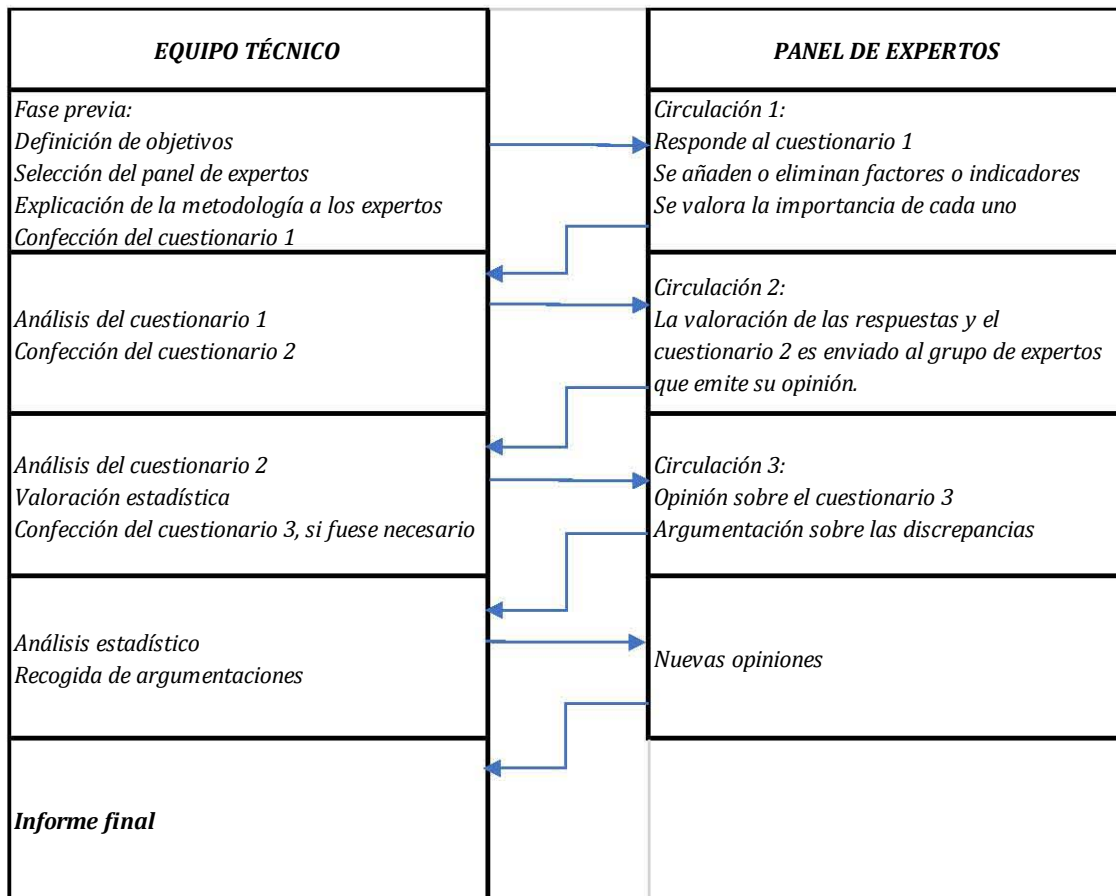 EQUIPO TÉCNICO
PANEL DE EXPERTOS
Fase previa:
Definición de objetivos
Selección del panel de expertos
Explicación de la metodología a los expertos
Confección del cuestionario 1
Circulación 1:
Responde al cuestionario 1
Se añaden o eliminan factores o indicadores
Se valora la importancia de cada uno
Análisis del cuestionario 1
Confección del cuestionario 2
Circulación 2:
La valoración de las respuestas y el
cuestionario 2 es enviado al grupo de expertos
que emite su opinión.
Análisis del cuestionario 2
Valoración estadística
Confección del cuestionario 3, si fuese necesario
Circulación 3:
Opinión sobre el cuestionario 3
Argumentación sobre las discrepancias
Análisis estadístico
Recogida de argumentaciones
Nuevas opiniones
Informe final